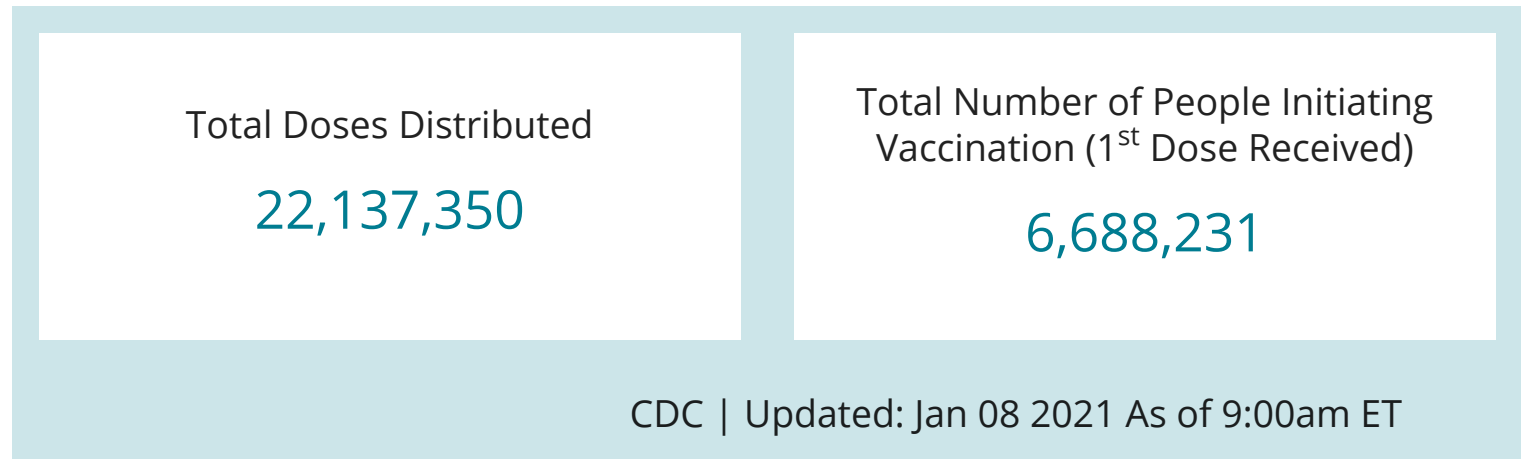 Total Doses Distributed
22,137,350
Total Number of People Initiating
Vaccination (1st Dose Received)
6,688,231
CDC | Updated: Jan 08 2021 As of 9:00am ET